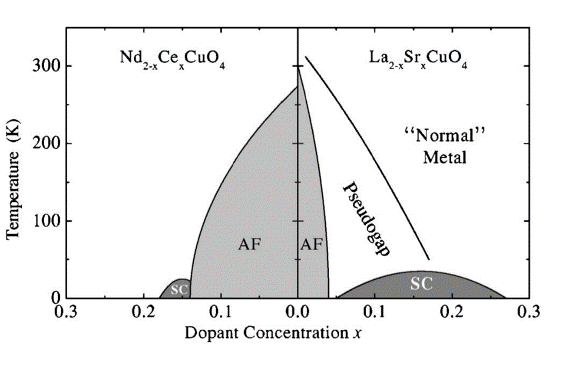 Nd2-xCexCuO4
La2-xSrxCuO4
300
200
100
0
Temperature (K)
"Normal"
Metal
Pseudogap
AF
AF
SC
SC
0.3
0.2
0.1
0.0
0.1
0.2
0.3
Dopant Concentration x